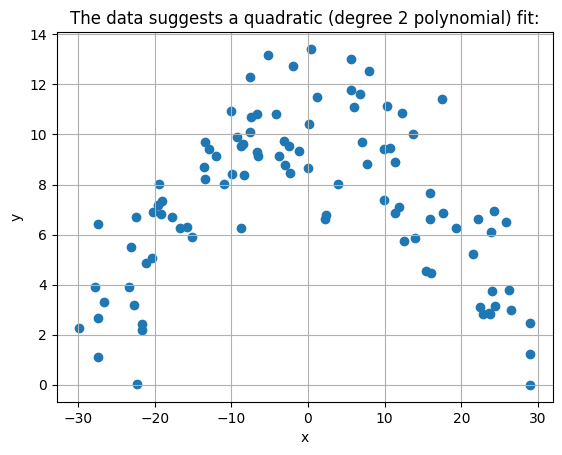 The data suggests a quadratic (degree 2 polynomial) fit:
14
12
10
8
6
4
2
0
y
−30 −20 −10 0 10 20 30
x